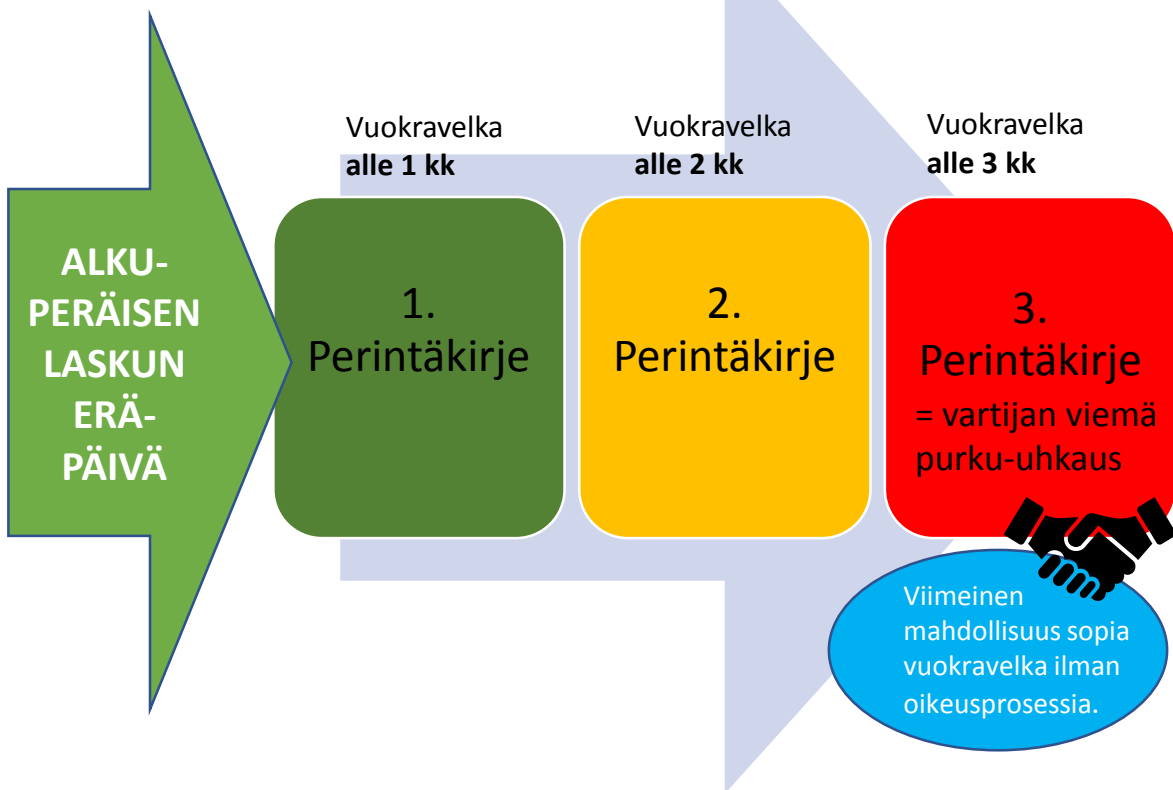 ALKU-
PERÄISEN
LASKUN
ERÄ-
PÄIVÄ
Vuokravelka
alle 1 kk
1.
Perintäkirje
Vuokravelka
alle 2 kk
2.
Perintäkirje
Vuokravelka
alle 3 kk
3.
Perintäkirje
= vartijan viemä
purku-uhkaus
Viimeinen
mahdollisuus sopia
vuokravelka ilman
oikeusprosessia.